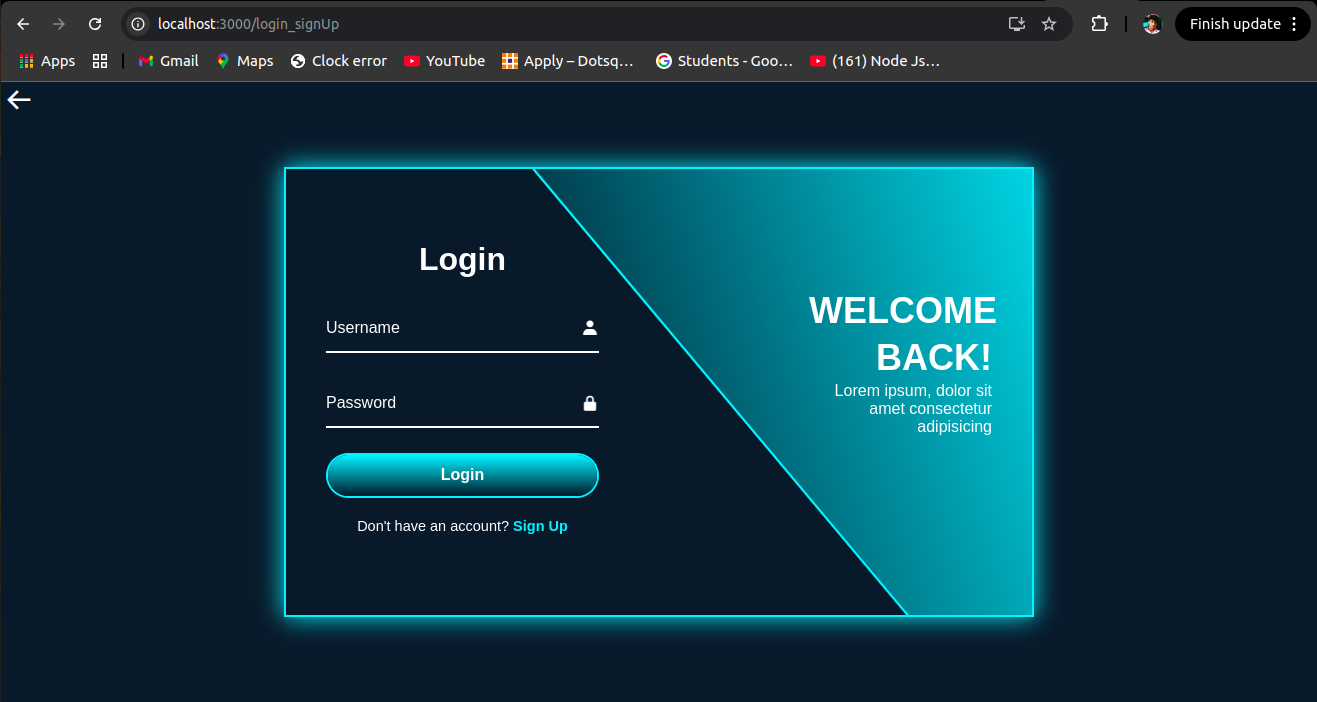 localhost:3000/login_signUp
Finish update
Apps
Gmail
Maps
Clock error
YouTube
Apply – Dotsq...
Students - Goo...
(161) Node Js...
Login
Username
Password
Login
Don't have an account? Sign Up
WELCOME
BACK!
Lorem ipsum, dolor sit
amet consectetur
adipisicing